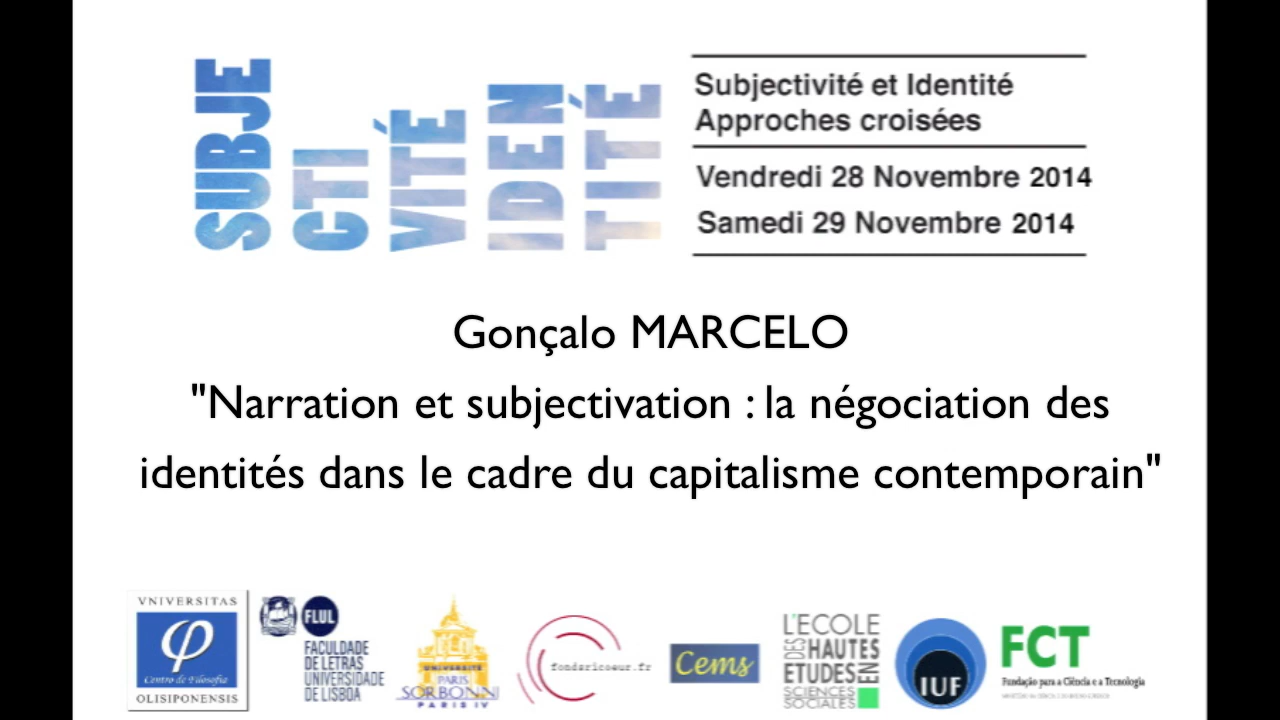 SUBJE
CTI
VITÉ
IDEN
TITÉ
Subjectivité et Identité
Approches croisées
Vendredi 28 Novembre 2014
Samedi 29 Novembre 2014
Gonçalo MARCELO
"Narration et subjectivation : la négociation des
identités dans le cadre du capitalisme contemporain"
VNIVERSITAS
φ
Centro de Filosofia
OLISIPONENSIS
FLUL
FACULDADE
DE LETRAS
UNIVERSIDADE
DE LISBOA
UNIVERSITÉ
PARIS
SORBONNE
PARIS IV
fondsricoeur.fr
Cems
L'ECOLE
DES HAUTES
ETUDES EN
SCIENCES
SOCIALES
IUF
FCT
Fundação para a Ciência e a Tecnologia